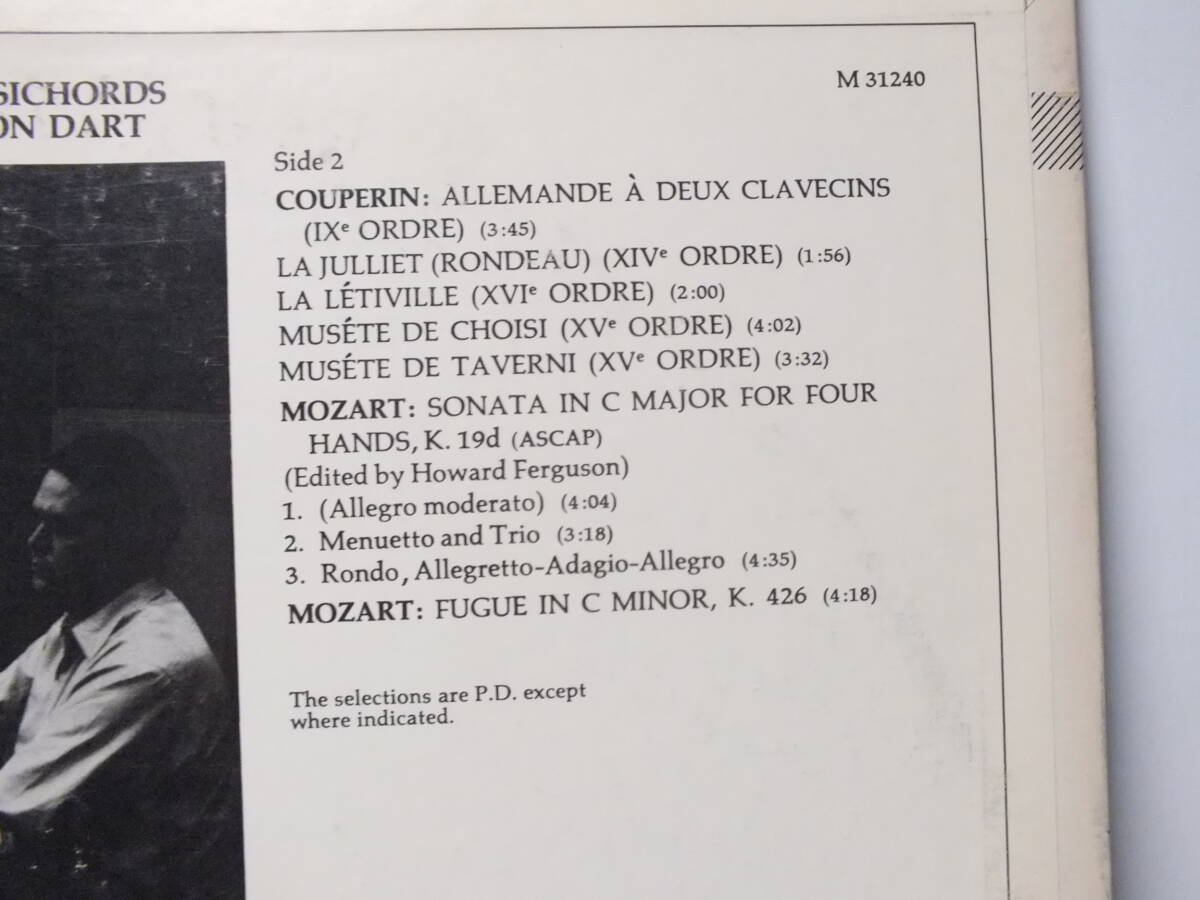 SICHORDS
ON DART
M 31240
Side 2
COUPERIN: ALLEMANDE À DEUX CLAVECINS
(IXe ORDRE) (3:45)
LA JULLIET (RONDEAU) (XIVe ORDRE) (1:56)
LA LÉTIVILLE (XVIe ORDRE) (2:00)
MUSÉTE DE CHOISI (XVe ORDRE) (4:02)
MUSÉTE DE TAVERNI (XVe ORDRE) (3:32)
MOZART: SONATA IN C MAJOR FOR FOUR
HANDS, K. 19d (ASCAP)
(Edited by Howard Ferguson)
1. (Allegro moderato) (4:04)
2. Menuetto and Trio (3:18)
3. Rondo, Allegretto-Adagio-Allegro (4:35)
MOZART: FUGUE IN C MINOR, K. 426 (4:18)
The selections are P.D. except
where indicated.